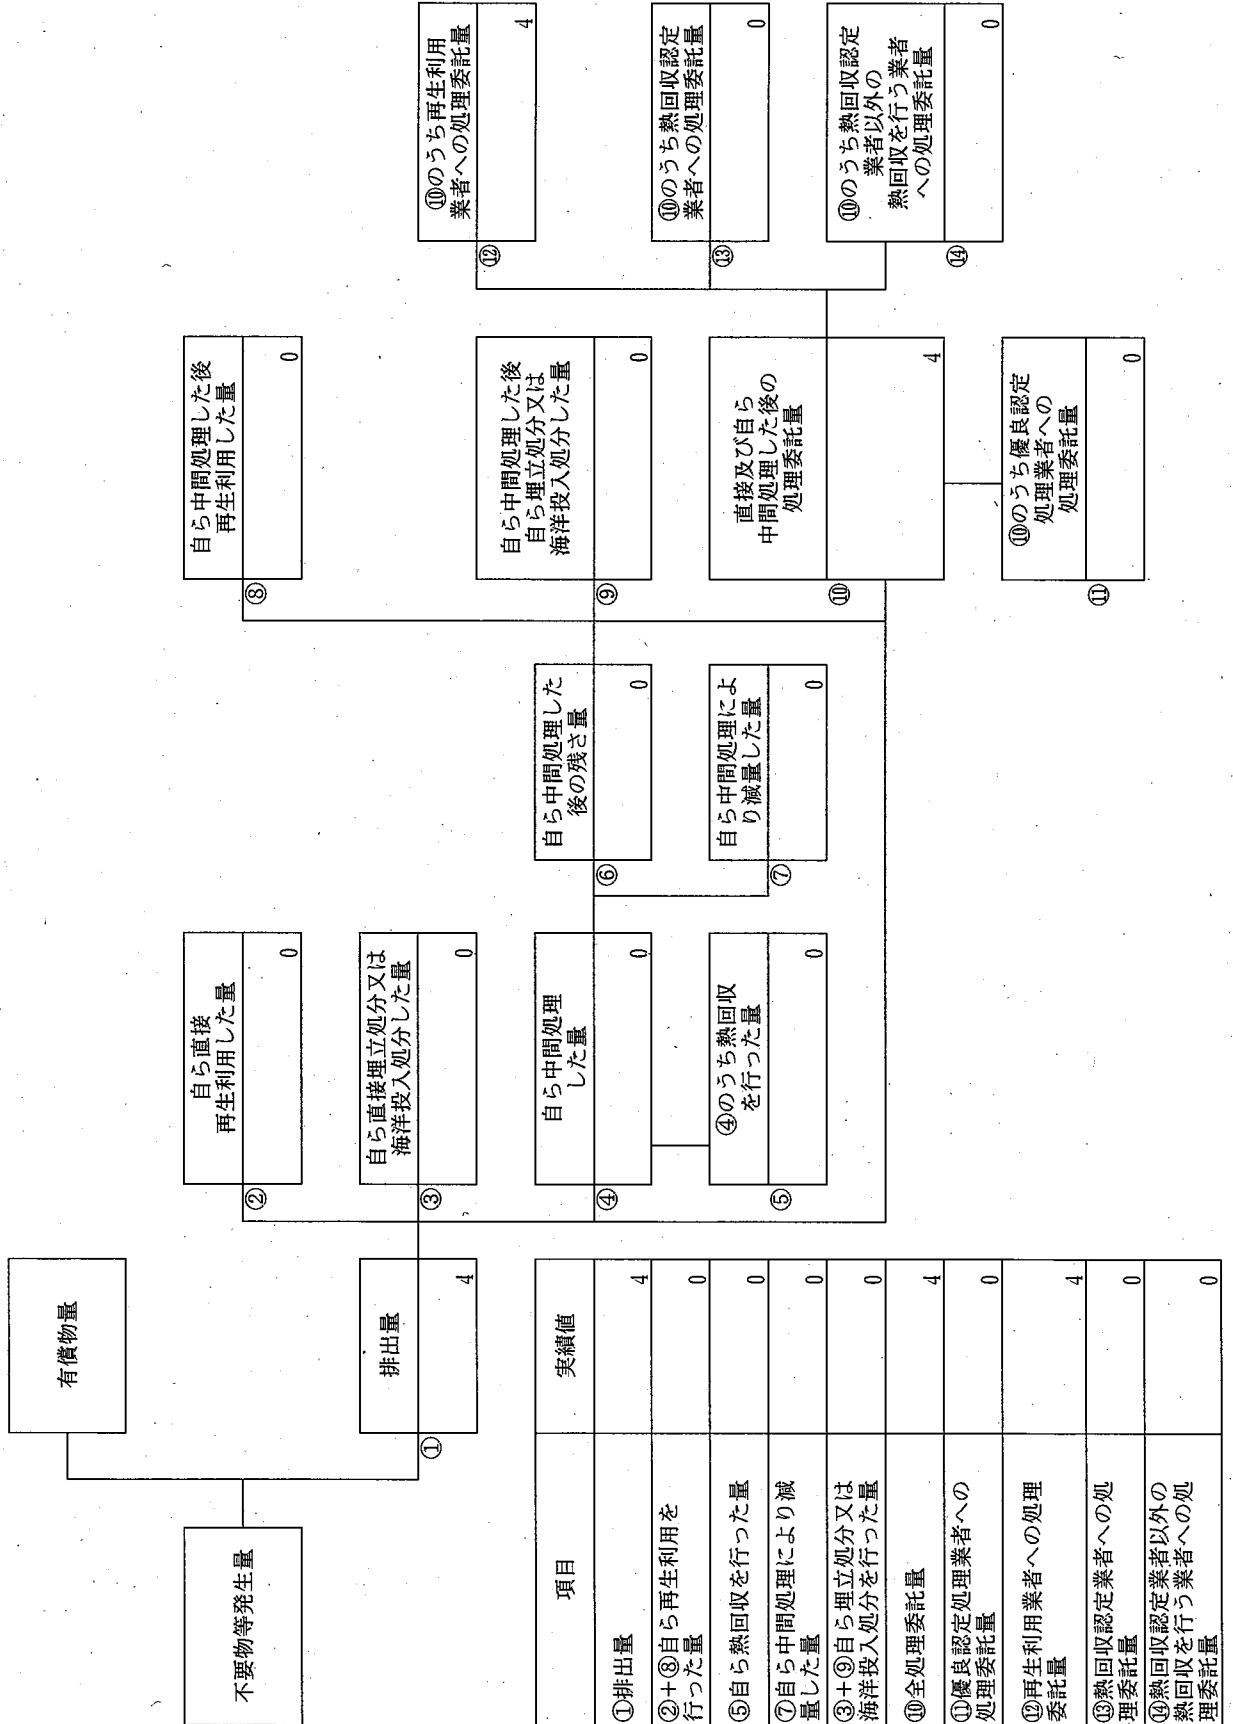 不要物等発生量
有償物量
①
排出量
4
②
自ら直接
再生利用した量
0
③
自ら直接埋立処分又は
海洋投入処分した量
0
④
自ら中間処理
した量
0
⑤
④のうち熱回収
を行った量
0
⑥
自ら中間処理した
後の残さ量
0
⑦
自ら中間処理によ
り減量した量
0
⑧
自ら中間処理した後
再生利用した量
0
⑨
自ら中間処理した後
自ら埋立処分又は
海洋投入処分した量
0
⑩
直接及び自ら
中間処理した後の
処理委託量
4
⑪
⑩のうち優良認定
処理業者への
処理委託量
0
⑫
⑩のうち再生利用
業者への処理委託量
4
⑬
⑩のうち熱回収認定
業者への処理委託量
0
⑭
⑩のうち熱回収認定
業者以外の
熱回収を行う業者
への処理委託量
0
項目 実績値
①排出量 4
②+⑧自ら再生利用を
行った量 0
⑤自ら熱回収を行った量 0
⑦自ら中間処理により減
量した量 0
③+⑨自ら埋立処分又は
海洋投入処分を行った量 0
⑩全処理委託量 4
⑪優良認定処理業者への
処理委託量 0
⑫再生利用業者への処理
委託量 4
⑬熱回収認定業者への処
理委託量 0
⑭熱回収認定業者以外の
熱回収を行う業者への処
理委託量 0